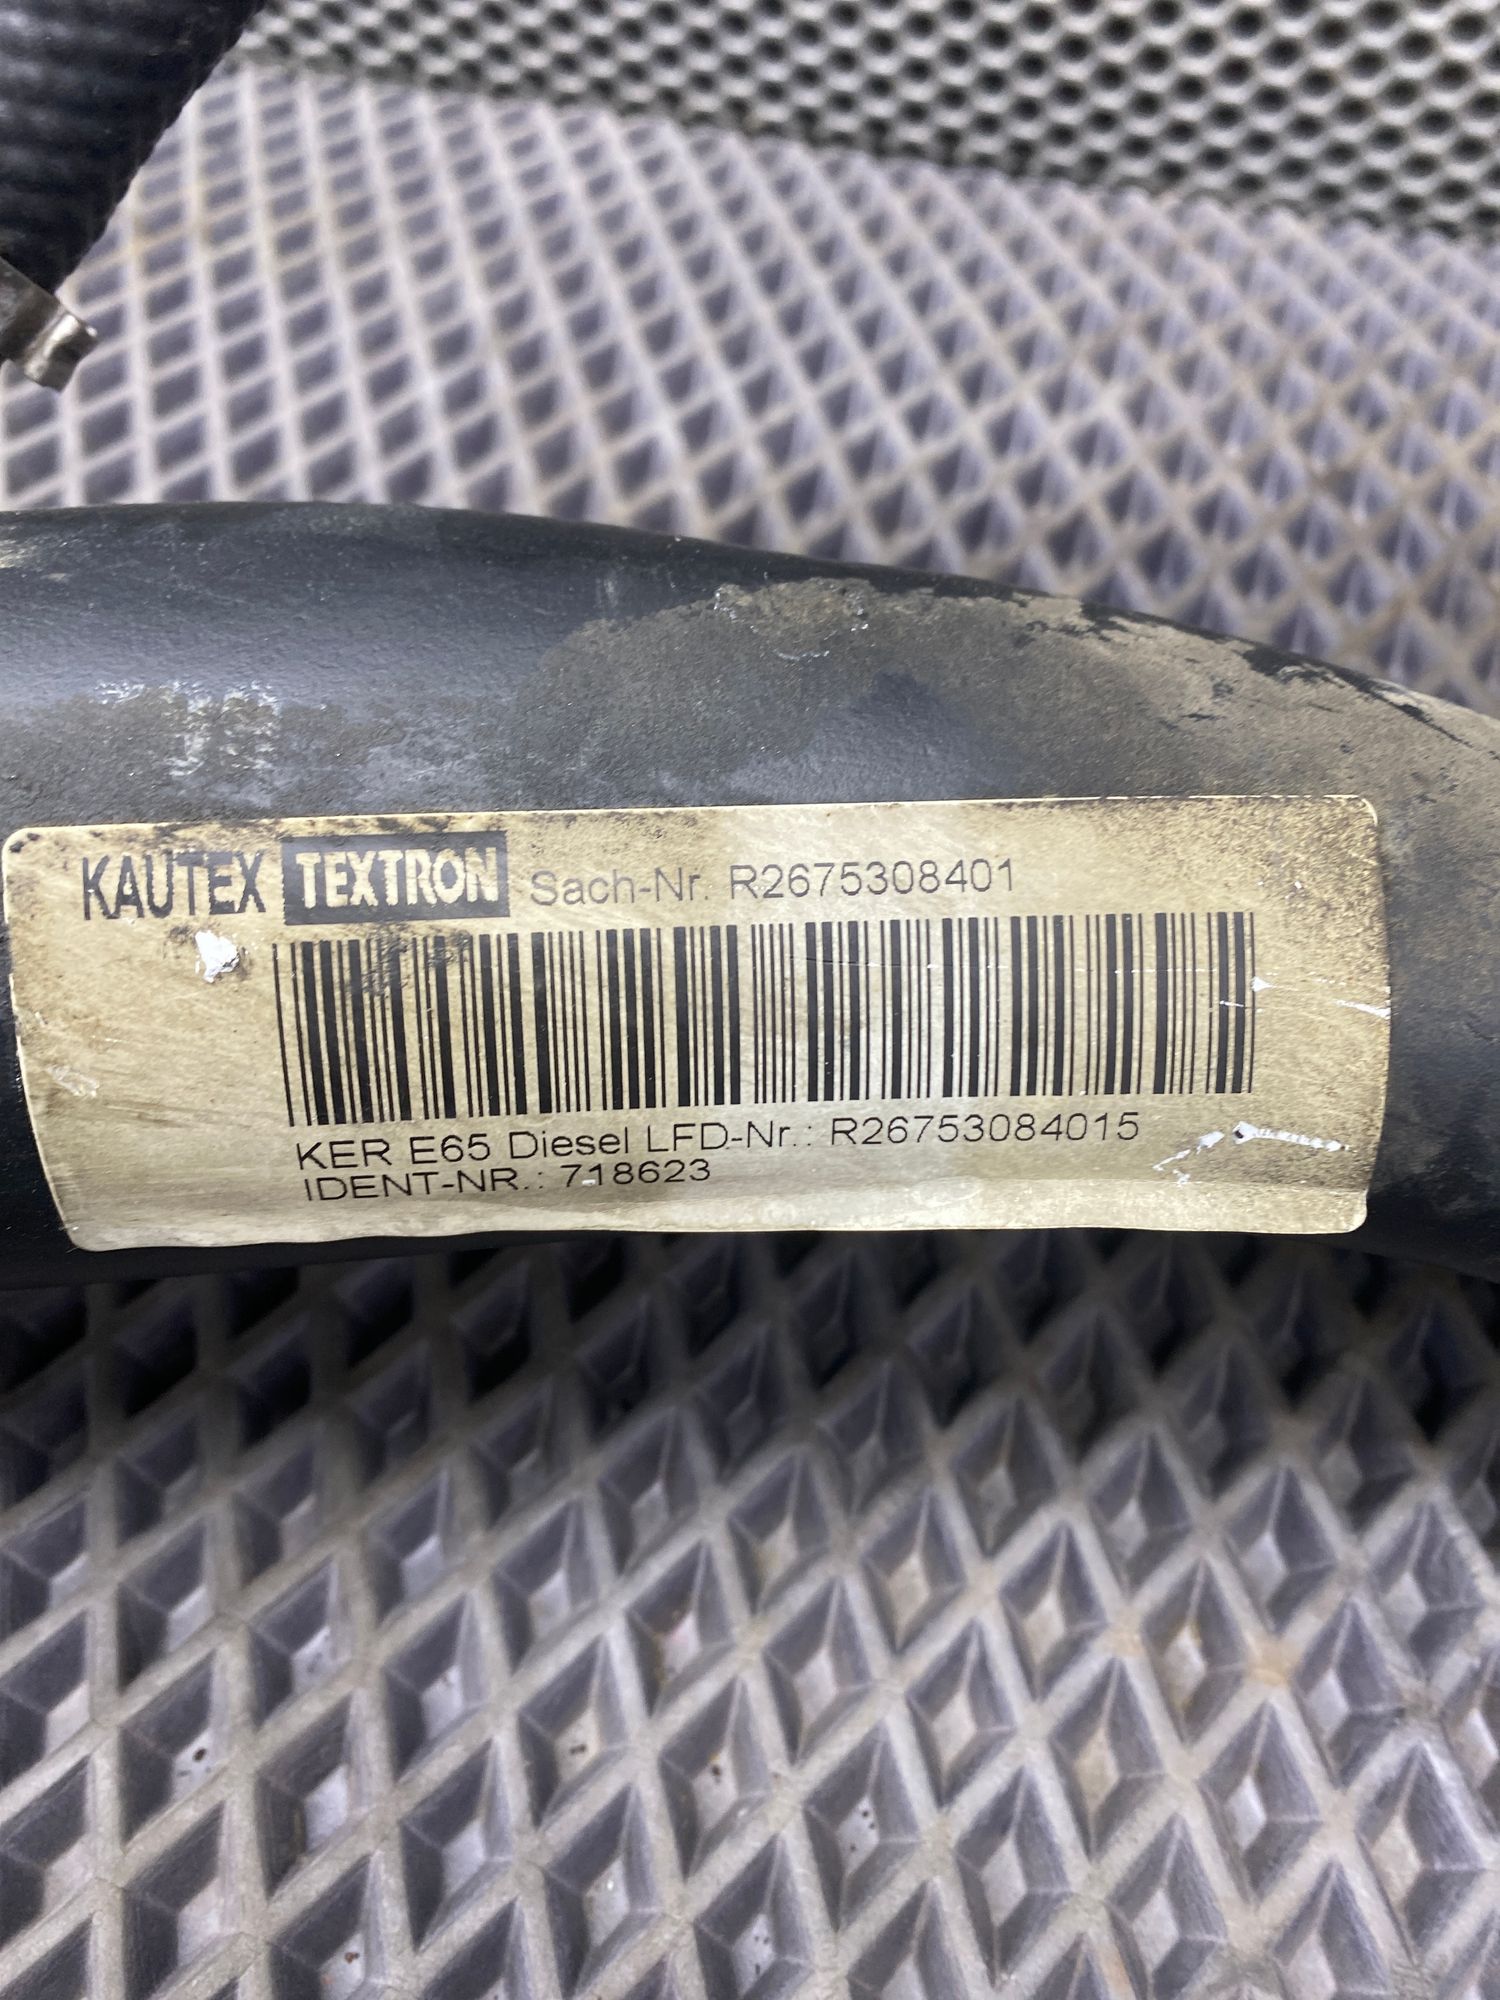 KAUTEX TEXTRON Sach-Nr. R2675308401
KER E65 Diesel LFD-Nr.: R26753084015
IDENT-NR.: 718623